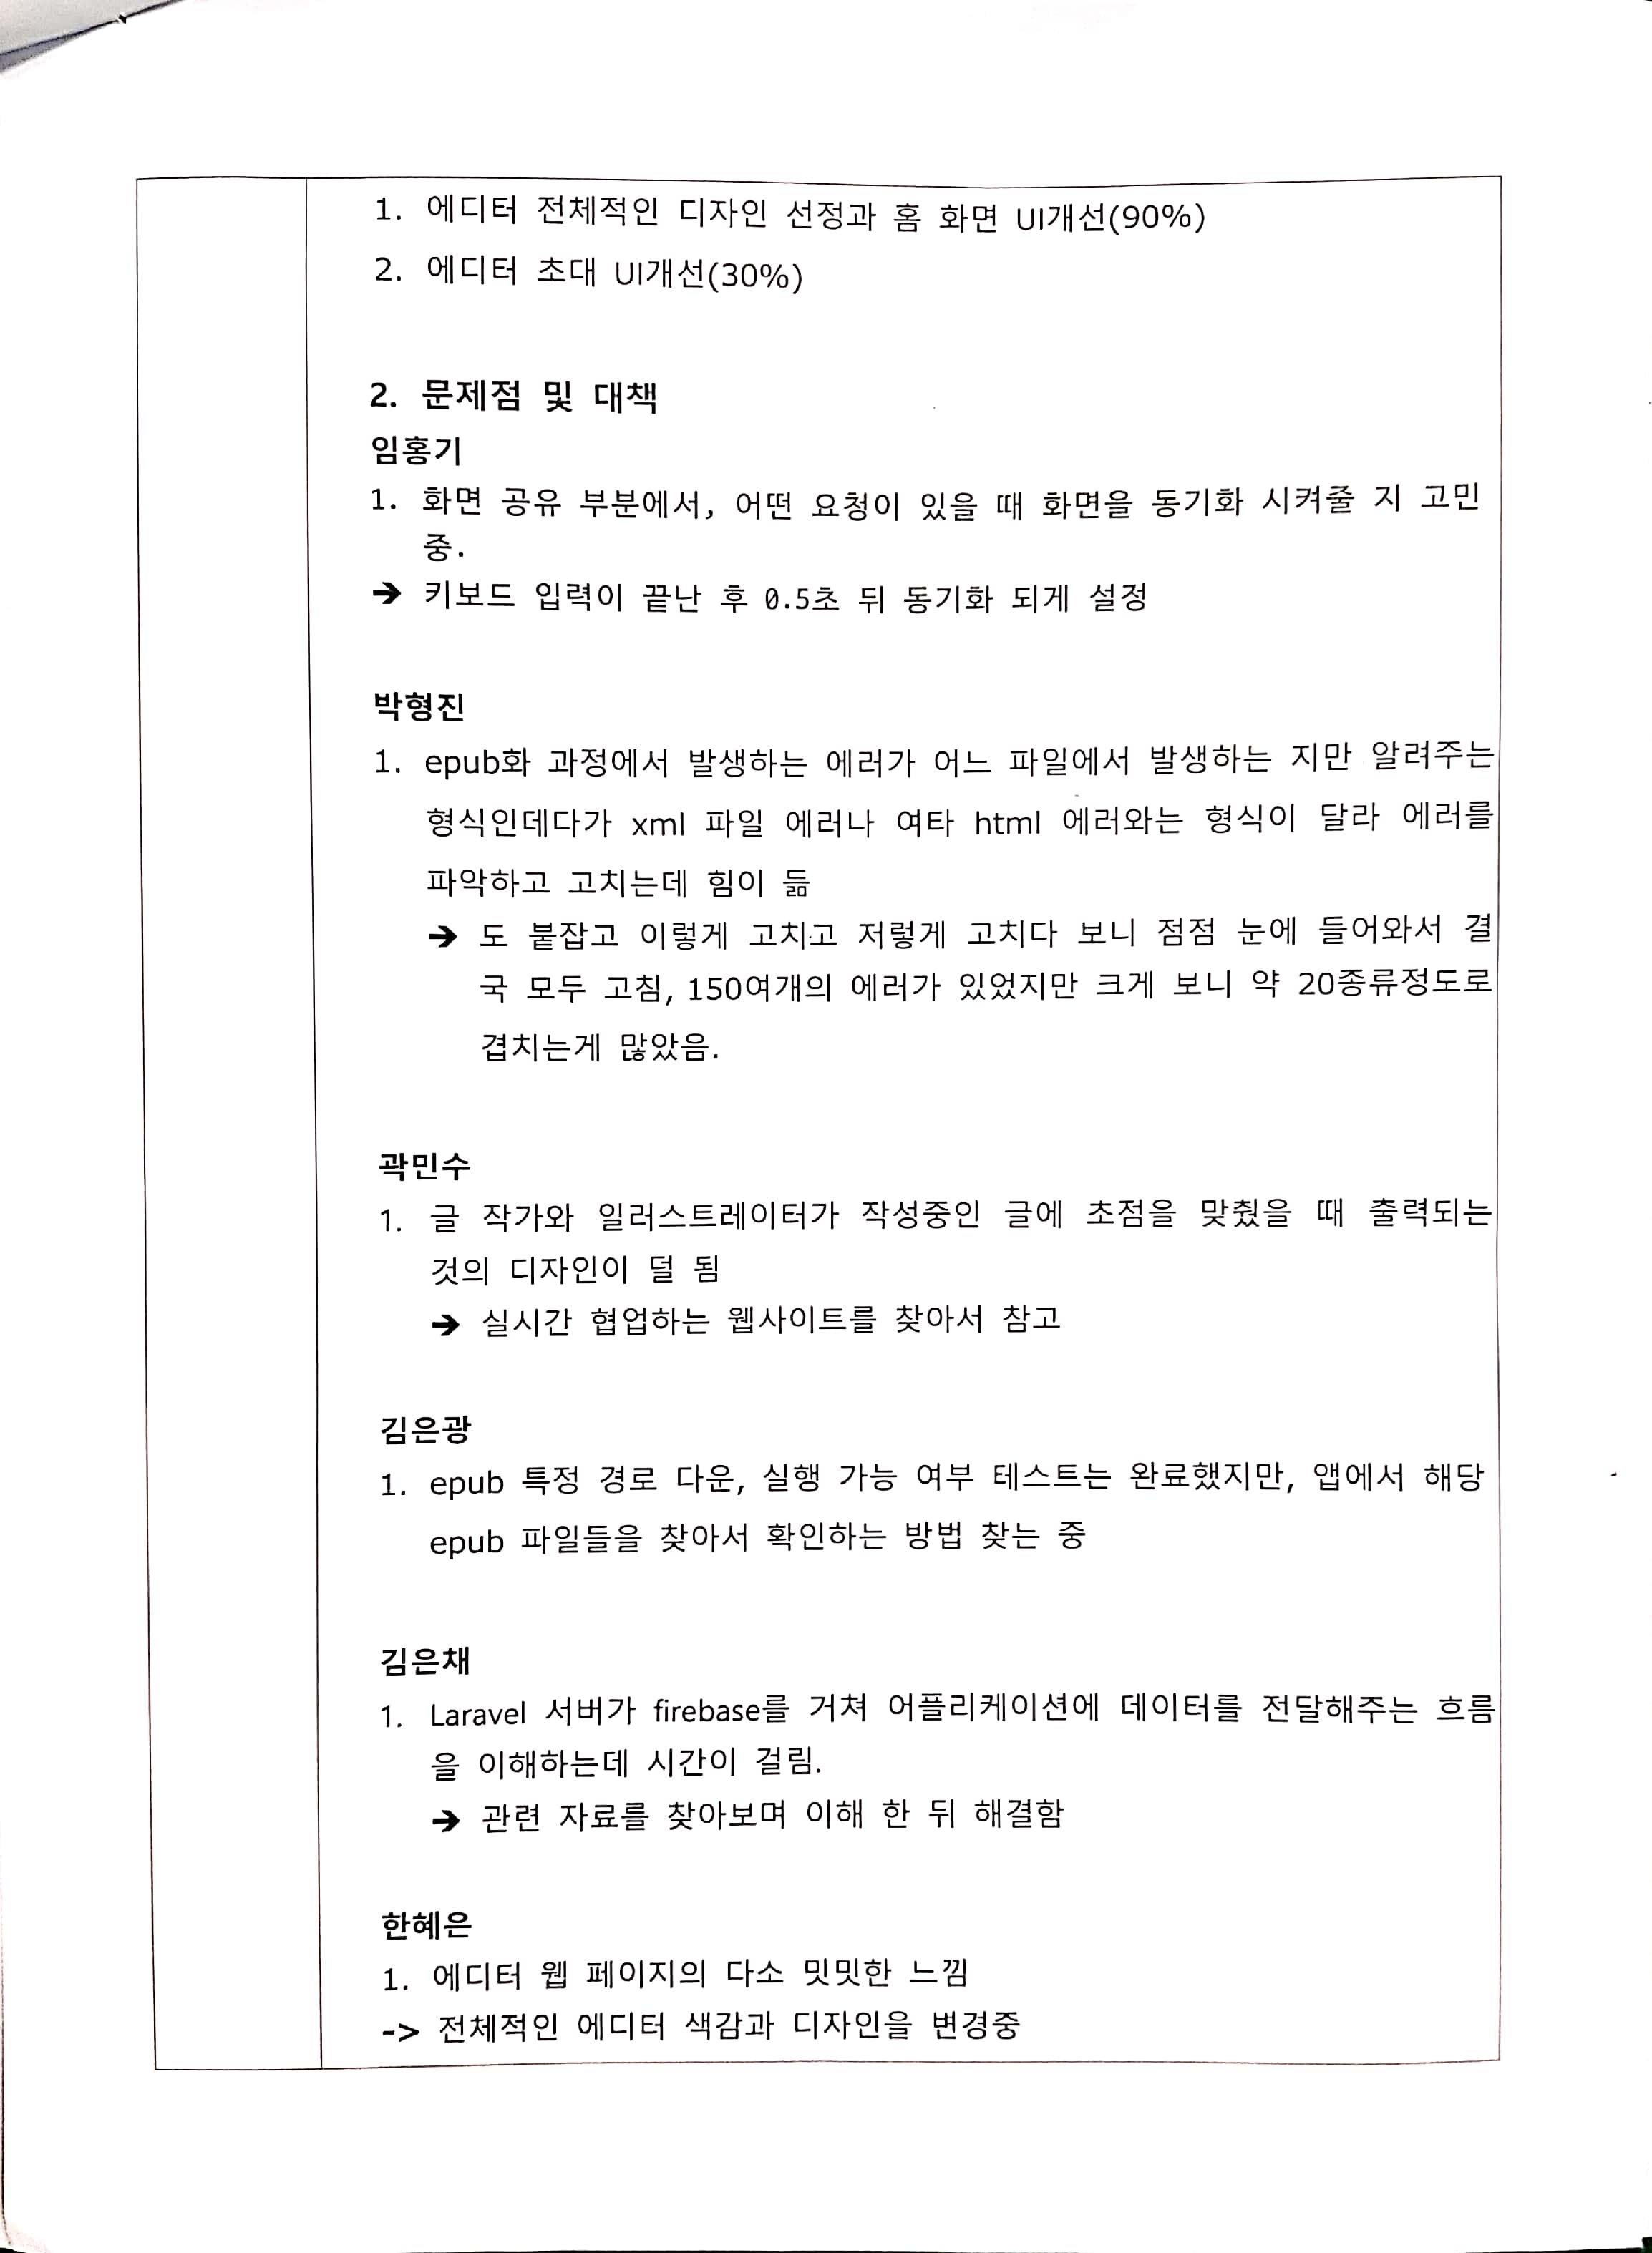 1. 에디터 전체적인 디자인 선정과 홈 화면 UI개선(90%)
2. 에디터 초대 UI개선(30%)
2. 문제점 및 대책
임홍기
1. 화면 공유 부분에서, 어떤 요청이 있을 때 화면을 동기화 시켜줄 지 고민
중.
→ 키보드 입력이 끝난 후 0.5초 뒤 동기화 되게 설정
박형진
1. epub화 과정에서 발생하는 에러가 어느 파일에서 발생하는 지만 알려주는
형식인데다가 xml 파일 에러나 여타 html 에러와는 형식이 달라 에러를
파악하고 고치는데 힘이 듦
→ 도 붙잡고 이렇게 고치고 저렇게 고치다 보니 점점 눈에 들어와서 결
국 모두 고침, 150여개의 에러가 있었지만 크게 보니 약 20종류정도로
겹치는게 많았음.
곽민수
1. 글 작가와 일러스트레이터가 작성중인 글에 초점을 맞췄을 때 출력되는
것의 디자인이 덜 됨
→ 실시간 협업하는 웹사이트를 찾아서 참고
김은광
1. epub 특정 경로 다운, 실행 가능 여부 테스트는 완료했지만, 앱에서 해당
epub 파일들을 찾아서 확인하는 방법 찾는 중
김은채
1. Laravel 서버가 firebase를 거쳐 어플리케이션에 데이터를 전달해주는 흐름
을 이해하는데 시간이 걸림.
→ 관련 자료를 찾아보며 이해 한 뒤 해결함
한혜은
1. 에디터 웹 페이지의 다소 밋밋한 느낌
-> 전체적인 에디터 색감과 디자인을 변경중